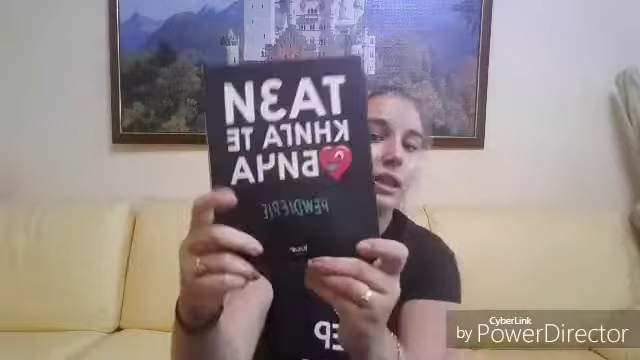 ТАЗИ
КНИГА ТЕ
❤БИЧА
PEWDIEPIE
CyberLink
by PowerDirector